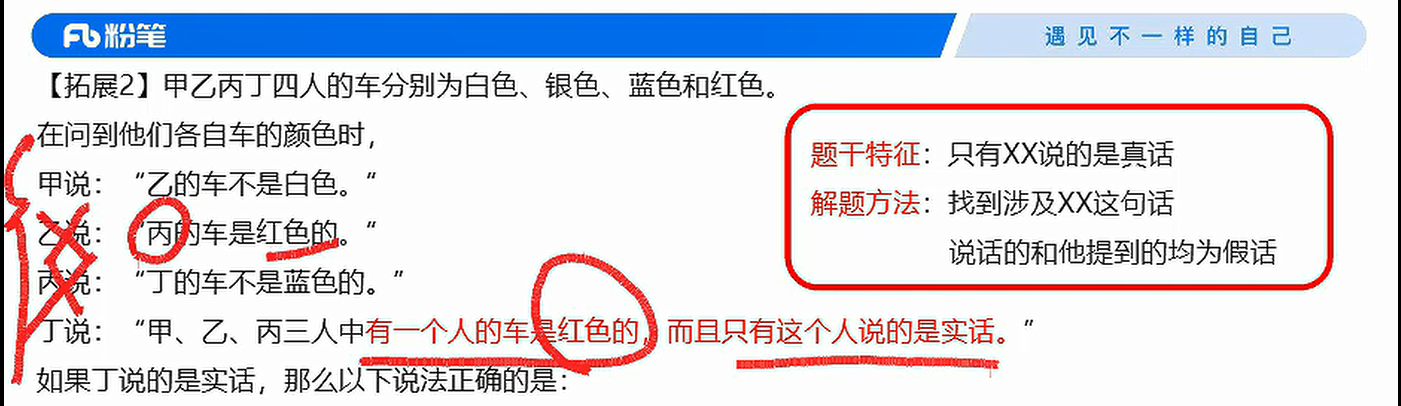 粉笔
遇见不一样的自己
【拓展2】甲乙丙丁四人的车分别为白色、银色、蓝色和红色。
在问到他们各自车的颜色时，
甲说：“乙的车不是白色。“
乙说：“丙的车是红色的。“
丙说：“丁的车不是蓝色的。”
丁说：“甲、乙、丙三人中有一个人的车是红色的，而且只有这个人说的是实话。”
如果丁说的是实话，那么以下说法正确的是：
题干特征：只有XX说的是真话
解题方法：找到涉及XX这句话
说话的和他提到的均为假话